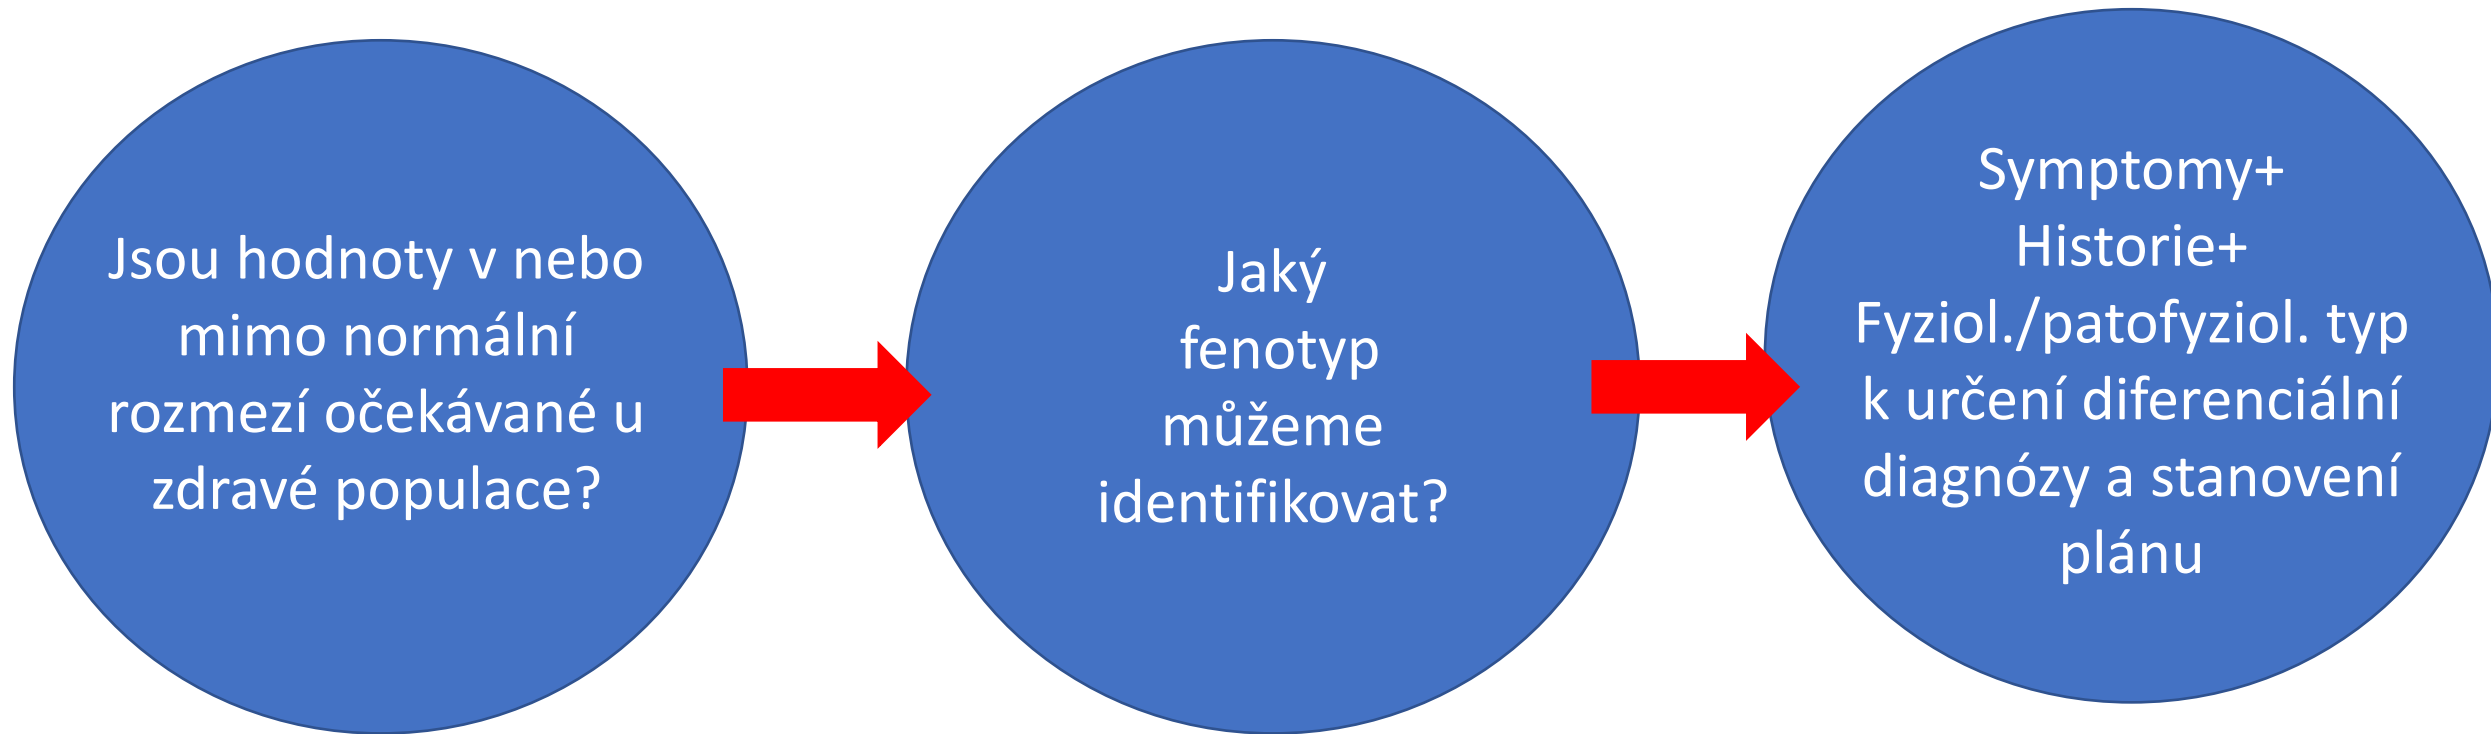 Jsou hodnoty v nebo
mimo normální
rozmezí očekávané u
zdravé populace?
Jaký
fenotyp
můžeme
identifikovat?
Symptomy+
Historie+
Fyziol./patofyziol. typ
k určení diferenciální
diagnózy a stanovení
plánu